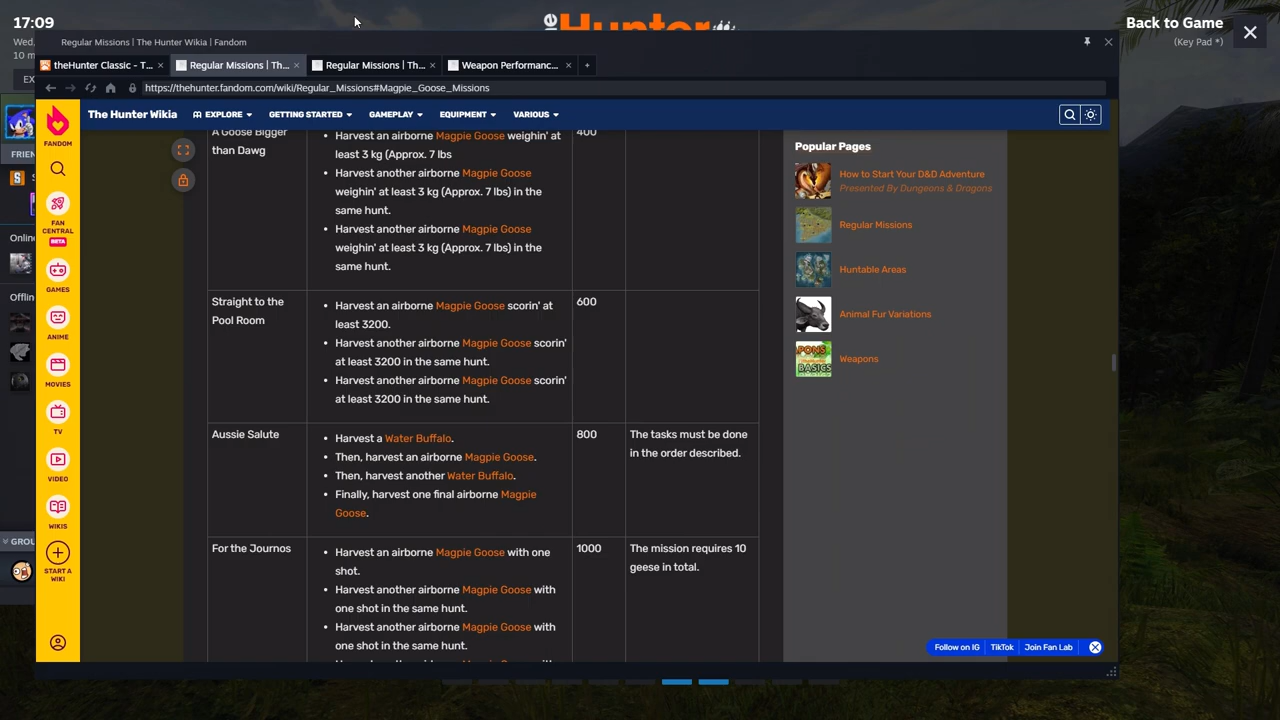 17:09
Wed,
10 m
Hunter
Back to Game
(Key Pad *)
EX
FRIEN
Onlin
Offlin
GROU
Regular Missions | The Hunter Wikia | Fandom
theHunter Classic - T... ×
Regular Missions | Th... ×
Regular Missions | Th... ×
Weapon Performanc... ×
+
https://thehunter.fandom.com/wiki/Regular_Missions#Magpie_Goose_Missions
FANDOM
FAN CENTRAL
BETA
GAMES
ANIME
MOVIES
TV
VIDEO
WIKIS
START A WIKI
The Hunter Wikia
EXPLORE
GETTING STARTED
GAMEPLAY
EQUIPMENT
VARIOUS
A Goose Bigger
than Dawg
• Harvest an airborne Magpie Goose weighin' at
least 3 kg (Approx. 7 lbs
• Harvest another airborne Magpie Goose
weighin' at least 3 kg (Approx. 7 lbs) in the
same hunt.
• Harvest another airborne Magpie Goose
weighin' at least 3 kg (Approx. 7 lbs) in the
same hunt.
400
Straight to the
Pool Room
• Harvest an airborne Magpie Goose scorin' at
least 3200.
• Harvest another airborne Magpie Goose scorin'
at least 3200 in the same hunt.
• Harvest another airborne Magpie Goose scorin'
at least 3200 in the same hunt.
600
Aussie Salute
• Harvest a Water Buffalo.
• Then, harvest an airborne Magpie Goose.
• Then, harvest another Water Buffalo.
• Finally, harvest one final airborne Magpie
Goose.
800
The tasks must be done
in the order described.
For the Journos
• Harvest an airborne Magpie Goose with one
shot.
• Harvest another airborne Magpie Goose with
one shot in the same hunt.
• Harvest another airborne Magpie Goose with
one shot in the same hunt.
1000
The mission requires 10
geese in total.
Popular Pages
How to Start Your D&D Adventure
Presented By Dungeons & Dragons
Regular Missions
Huntable Areas
Animal Fur Variations
Weapons
Follow on IG
TikTok
Join Fan Lab